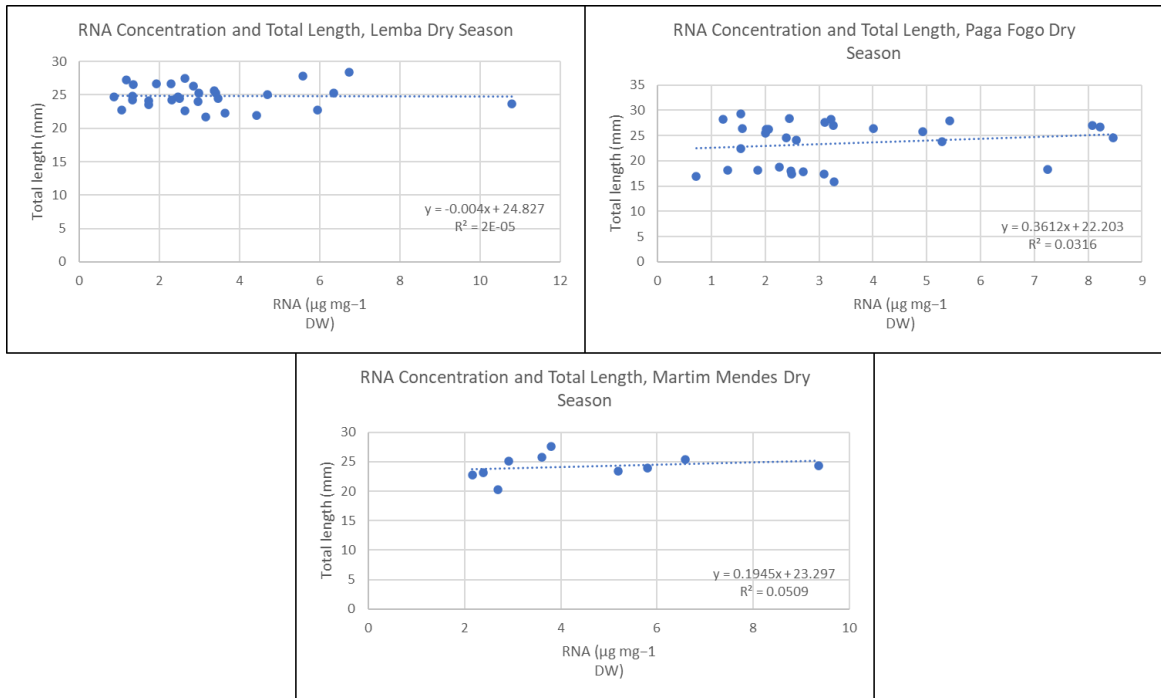 RNA Concentration and Total Length, Lemba Dry Season
30
25
20
15
10
5
0
Total length (mm)
y = -0.004x + 24.827
R² = 2E-05
0 2 4 6 8 10 12
RNA (µg mg−1
DW)
RNA Concentration and Total Length, Paga Fogo Dry
Season
35
30
25
20
15
10
5
0
Total length (mm)
y = 0.3612x + 22.203
R² = 0.0316
0 1 2 3 4 5 6 7 8 9
RNA (µg mg−1
DW)
RNA Concentration and Total Length, Martim Mendes Dry
Season
30
25
20
15
10
5
0
Total length (mm)
y = 0.1945x + 23.297
R² = 0.0509
0 2 4 6 8 10
RNA (µg mg−1
DW)